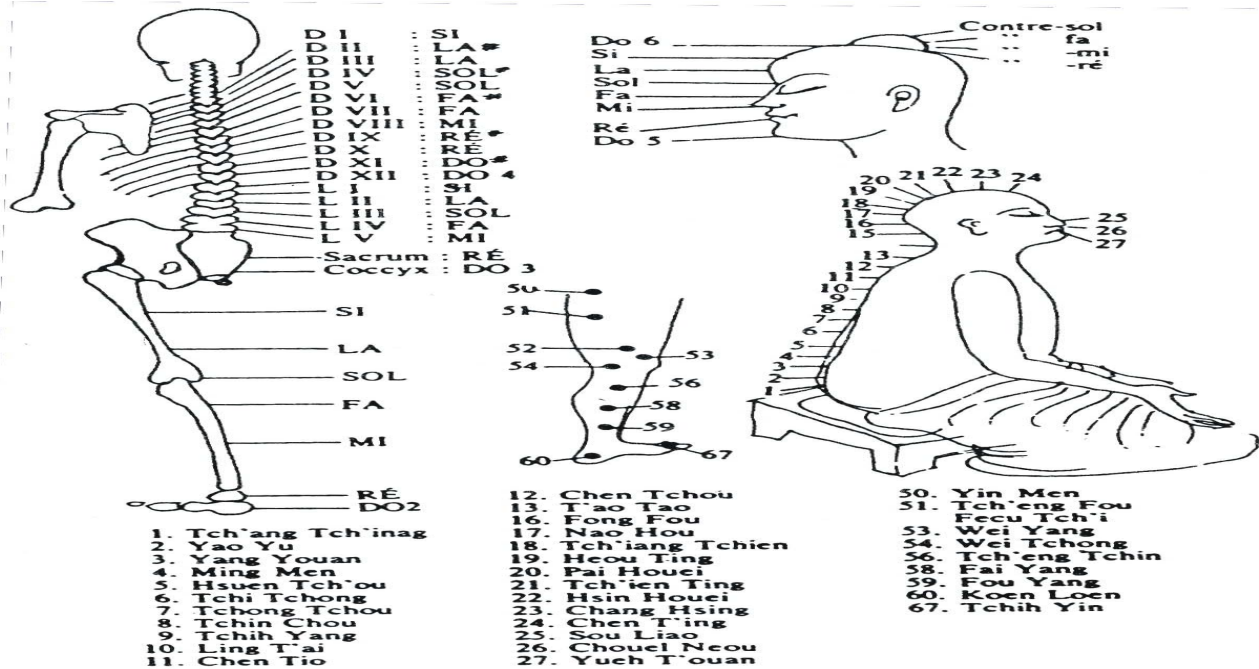 D I : SI
D II : LA#
D III : LA
D IV : SOL#
D V : SOL
D VI : FA#
D VII : FA
D VIII : MI
D IX : RÉ#
D X : RÉ
D XI : DO#
D XII : DO 4
L I : SI
L II : LA
L III : SOL
L IV : FA
L V : MI
Sacrum : RÉ
Coccyx : DO 3
SI
LA
SOL
FA
MI
RÉ
DO2
Do 6
Si
La
Sol
Fa
Mi
Ré
Do 5
Contre-sol
" fa
" -mi
" -ré
50
51
52
53
54
56
58
59
60
67
20 21 22 23 24
19
18
17
16
15
13
12
11
10
9
8
7
6
5
4
3
2
1
25
26
27
1. Tch'ang Tch'inag
2. Yao Yu
3. Yang Youan
4. Ming Men
5. Hsuen Tch'ou
6. Tchi Tchong
7. Tchong Tchou
8. Tchin Chou
9. Tchih Yang
10. Ling T'ai
11. Chen Tio
12. Chen Tchou
13. T'ao Tao
16. Fong Fou
17. Nao Hou
18. Tch'iang Tchien
19. Heou Ting
20. Pai Houei
21. Tch'ien Ting
22. Hsin Houei
23. Chang Hsing
24. Chen T'ing
25. Sou Liao
26. Chouel Neou
27. Yueh T'ouan
50. Yin Men
51. Tch'eng Fou
Fecu Tch'i
53. Wei Yang
54. Wei Tchong
56. Tch'eng Tchin
58. Fai Yang
59. Fou Yang
60. Koen Loen
67. Tchih Yin